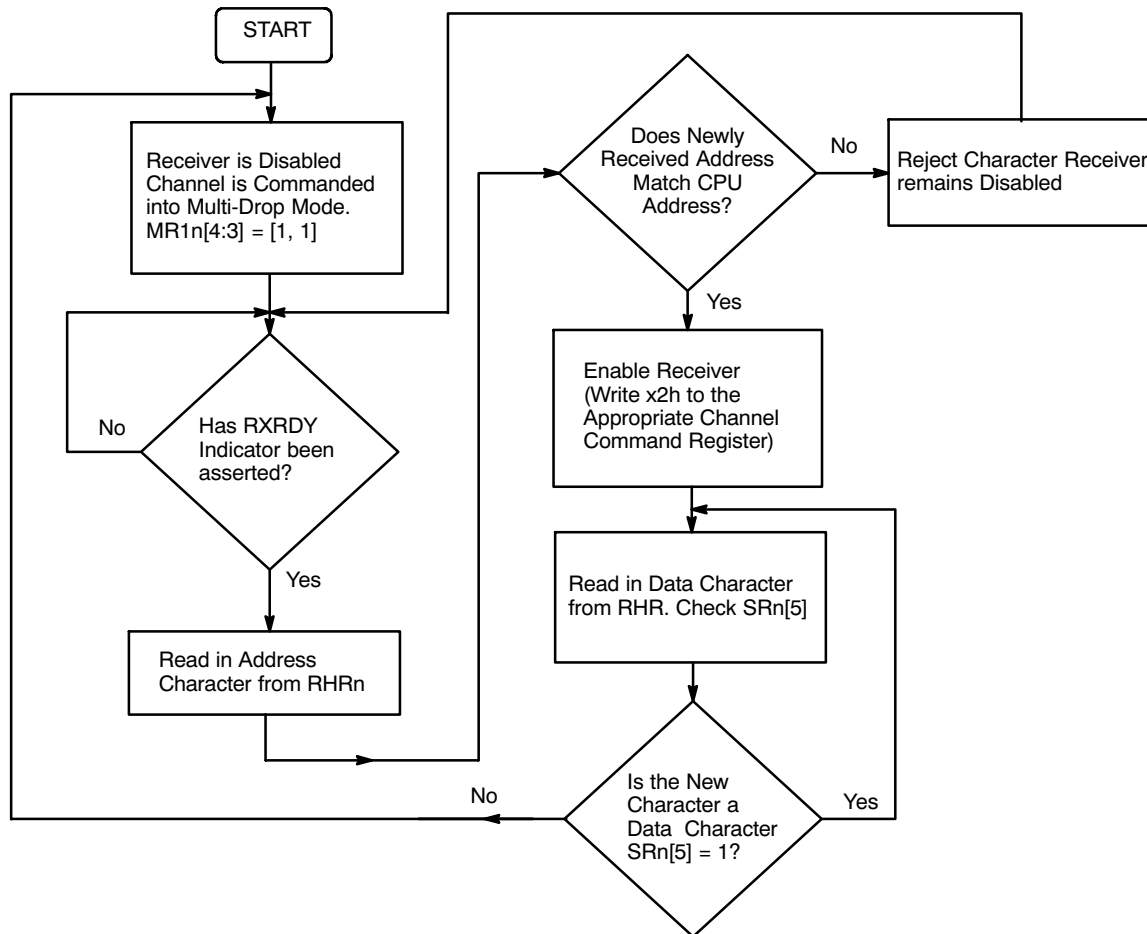 START
Receiver is Disabled
Channel is Commanded
into Multi-Drop Mode.
MR1n[4:3] = [1, 1]
No
Has RXRDY
Indicator been
asserted?
Yes
Read in Address
Character from RHRn
Does Newly
Received Address
Match CPU
Address?
No
Reject Character Receiver
remains Disabled
Yes
Enable Receiver
(Write x2h to the
Appropriate Channel
Command Register)
Read in Data Character
from RHR. Check SRn[5]
Is the New
Character a
Data Character
SRn[5] = 1?
Yes
No